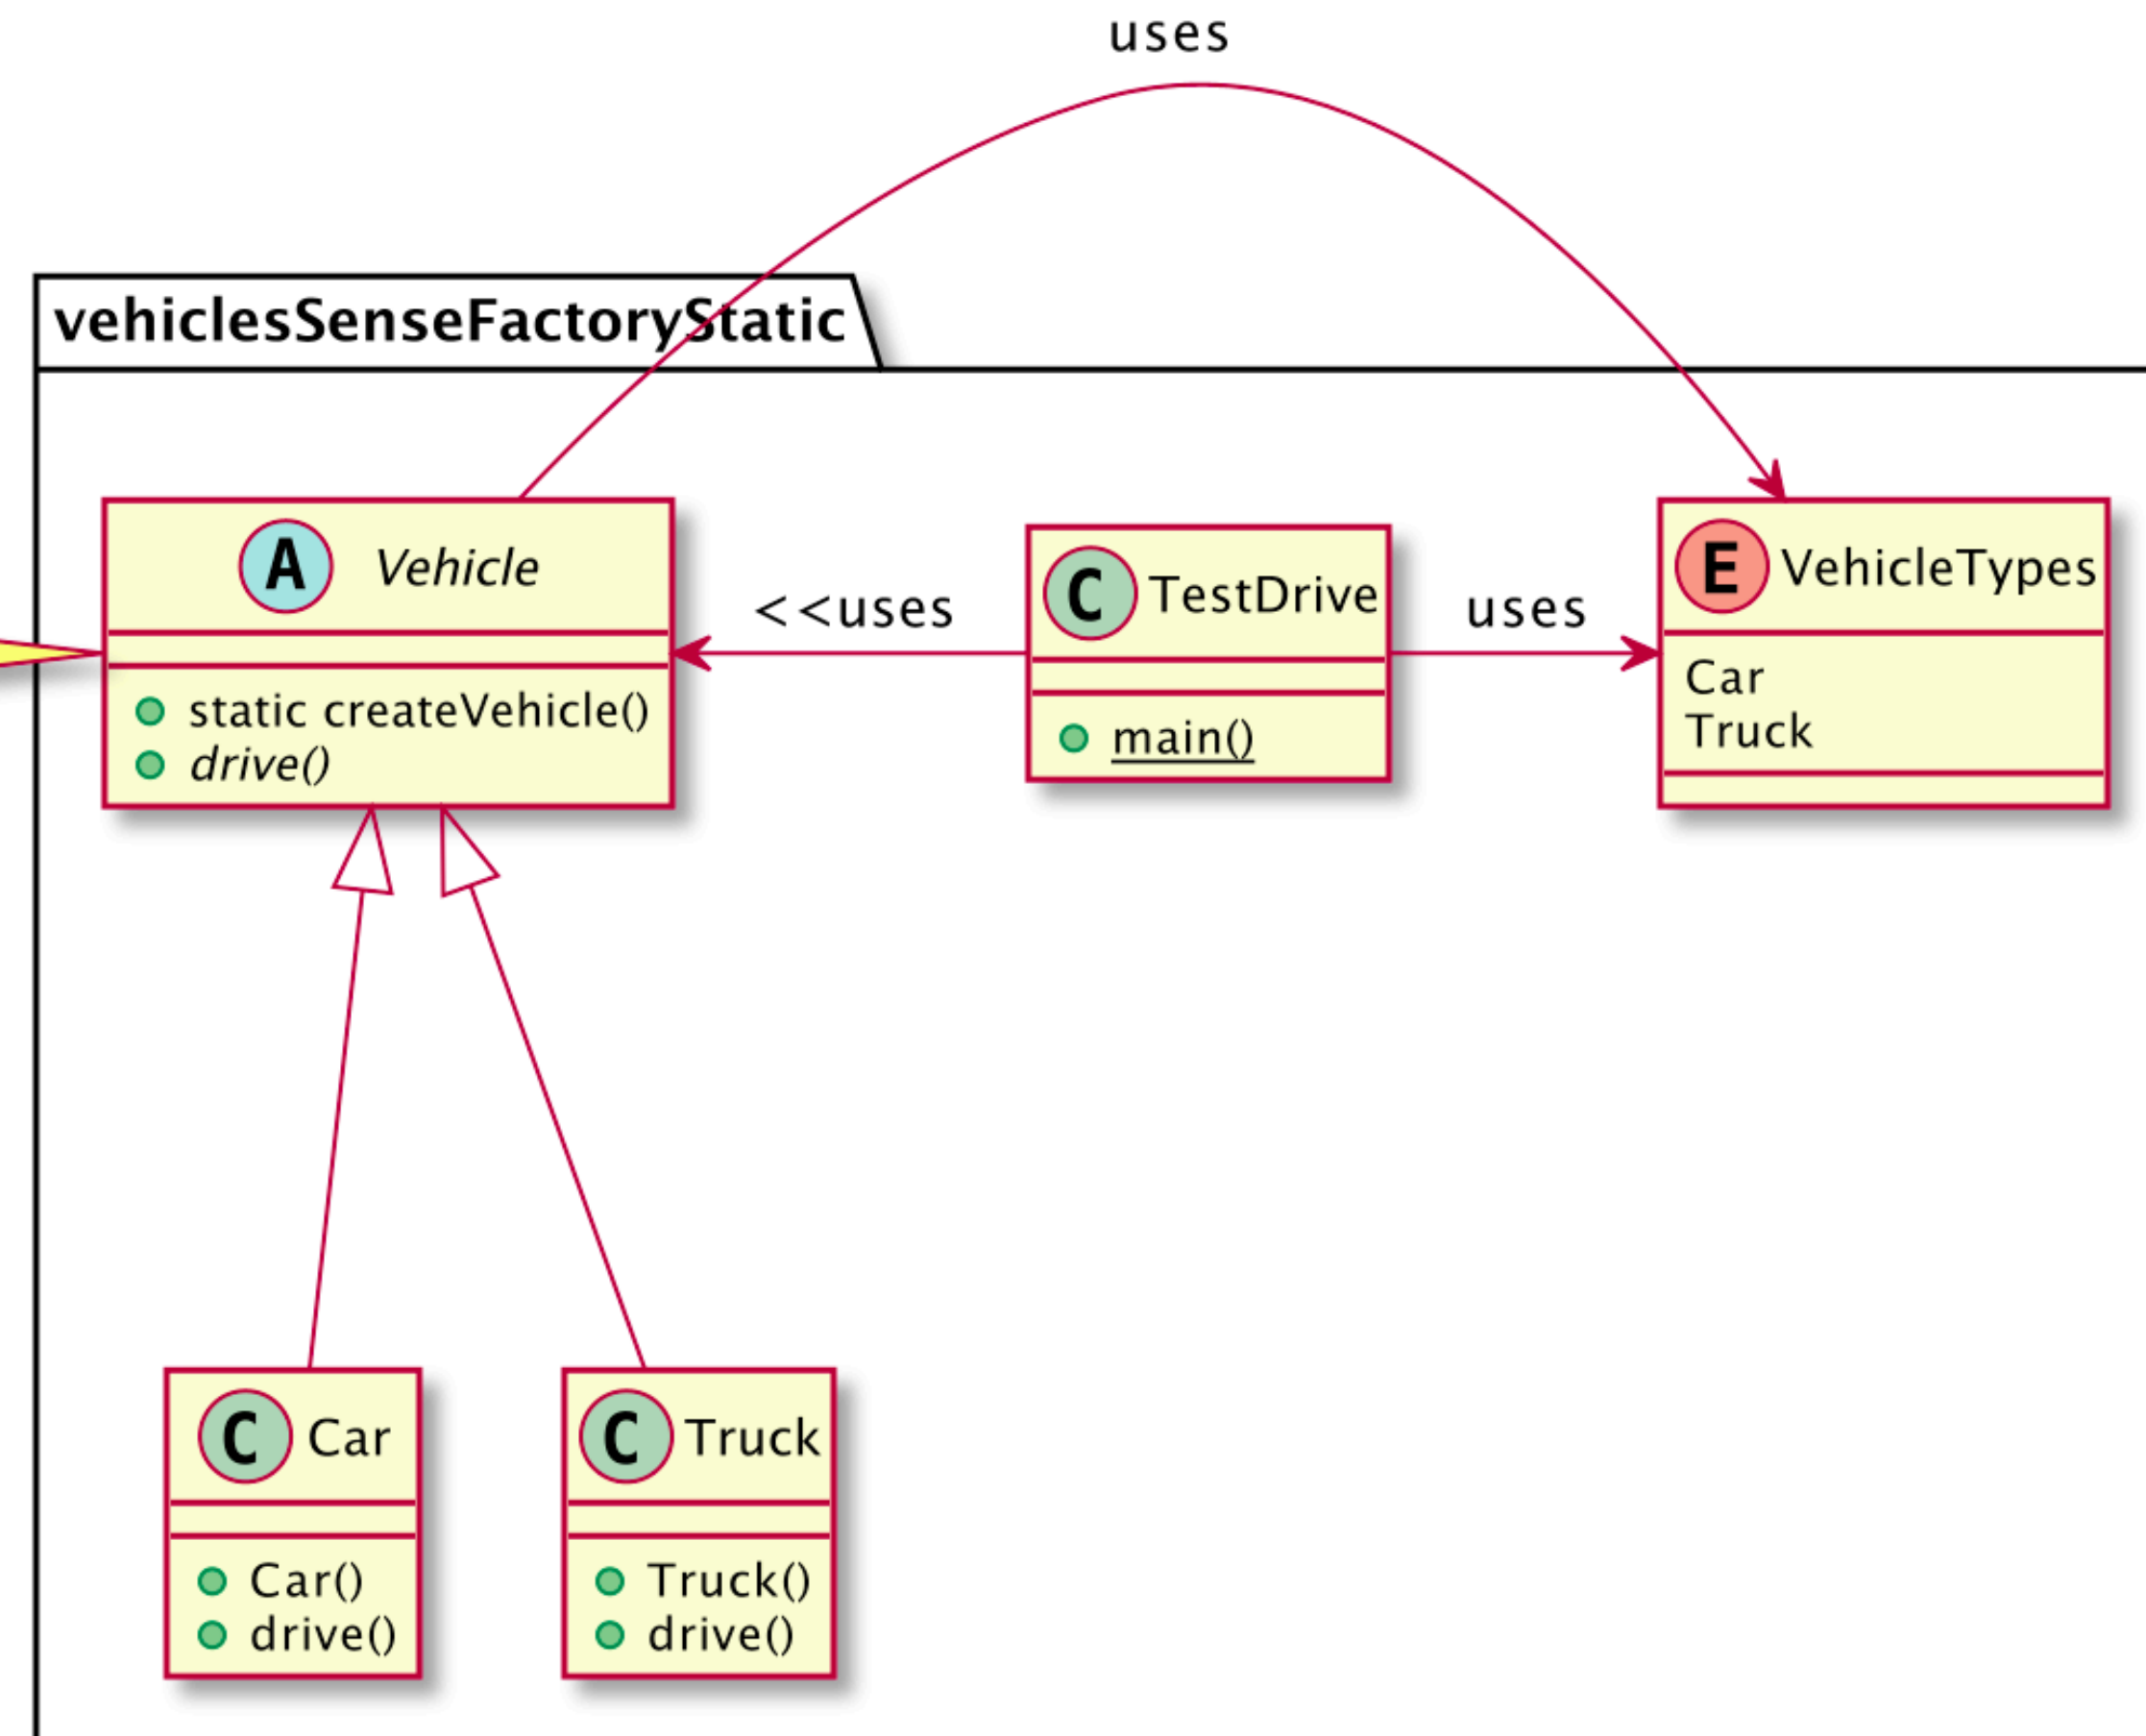 uses
vehiclesSenseFactoryStatic
A Vehicle
static createVehicle()
drive()
<<uses
C TestDrive
main()
uses
E VehicleTypes
Car
Truck
C Car
Car()
drive()
C Truck
Truck()
drive()